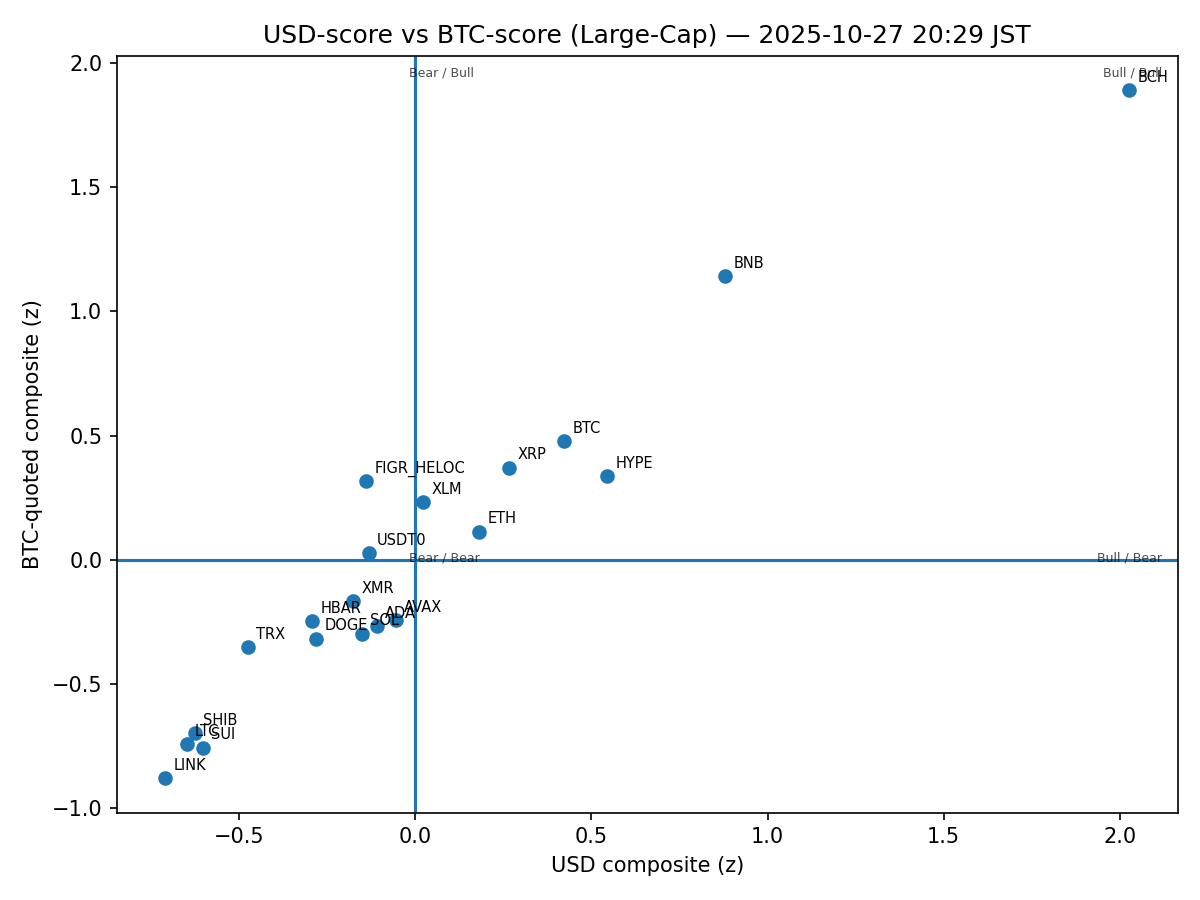 USD-score vs BTC-score (Large-Cap) — 2025-10-27 20:29 JST
2.0
Bear / Bull
Bull / Bull
BCH
1.5
BNB
1.0
BTC
0.5
XRP
HYPE
FIGR_HELOC
XLM
ETH
USDT0
0.0
Bear / Bear
Bull / Bear
XMR
HBAR
AVAX
ADA
SOL
DOGE
TRX
−0.5
SHIB
LTC
SUI
LINK
−1.0
−0.5
0.0
0.5
1.0
1.5
2.0
USD composite (z)
BTC-quoted composite (z)